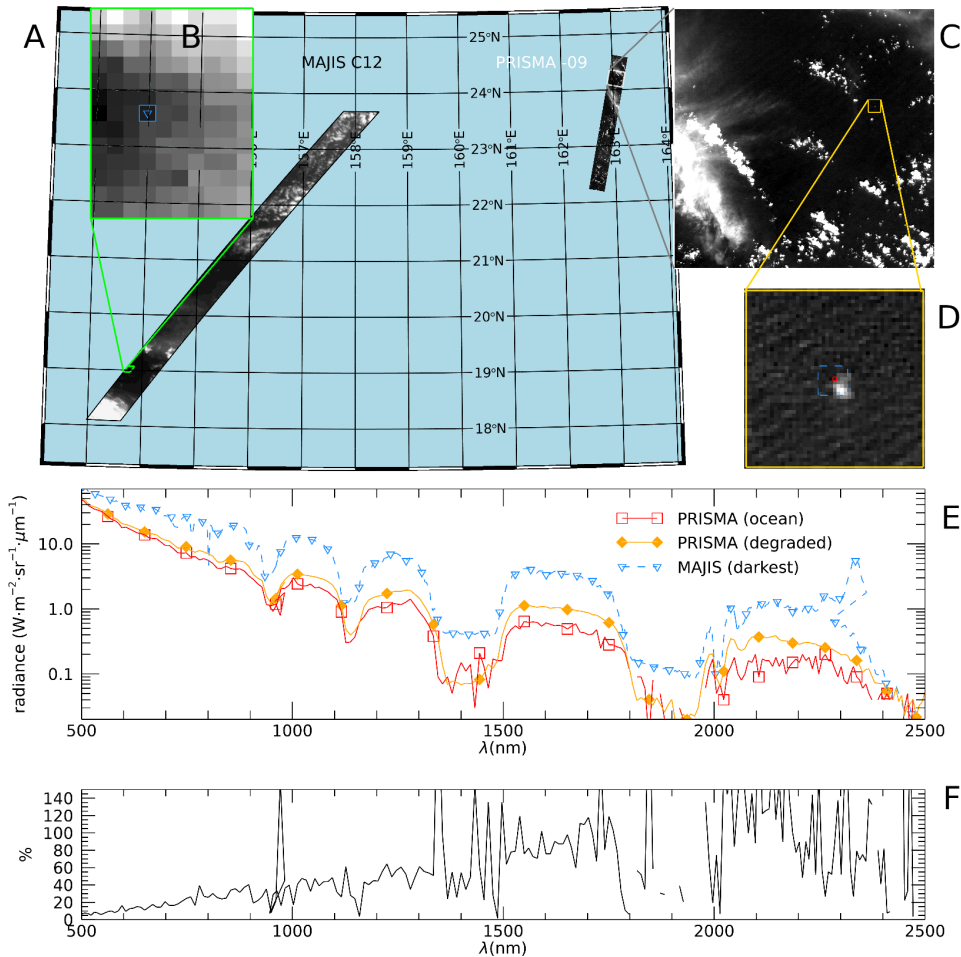 A
B
MAJIS C12
PRISMA -09
C
25°N
24°N
23°N
22°N
21°N
20°N
19°N
18°N
157°E
158°E
159°E
160°E
161°E
162°E
163°E
164°E
D
E
radiance (W·m⁻²·sr⁻¹·μm⁻¹)
10.0
1.0
0.1
PRISMA (ocean)
PRISMA (degraded)
MAJIS (darkest)
500 1000 1500 2000 2500
λ(nm)
F
%
140
120
100
80
60
40
20
0
500 1000 1500 2000 2500
λ(nm)